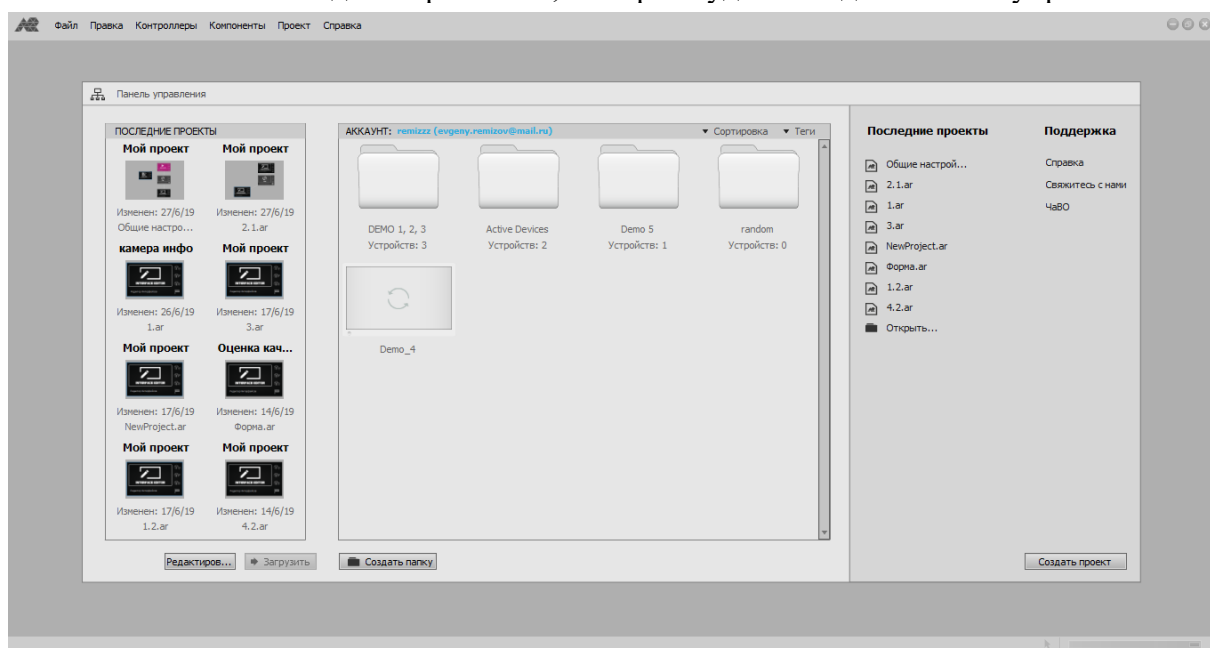 Файл Правка Контроллеры Компоненты Проект Справка
Панель управления
ПОСЛЕДНИЕ ПРОЕКТЫ
Мой проект Мой проект
Изменен: 27/6/19 Изменен: 27/6/19
Общие настро... 2.1.ar
камера инфо Мой проект
Изменен: 26/6/19 Изменен: 17/6/19
1.ar 3.ar
Мой проект Оценка кач...
Изменен: 17/6/19 Изменен: 14/6/19
NewProject.ar Форма.ar
Мой проект Мой проект
Изменен: 17/6/19 Изменен: 14/6/19
1.2.ar 4.2.ar
Редактиров... Загрузить
АККАУНТ: remizzz (evgeny.remizov@mail.ru) Сортировка Теги
DEMO 1, 2, 3 Active Devices Demo 5 random
Устройств: 3 Устройств: 2 Устройств: 1 Устройств: 0
Demo_4
Создать папку
Последние проекты
Общие настрой...
2.1.ar
1.ar
3.ar
NewProject.ar
Форма.ar
1.2.ar
4.2.ar
Открыть...
Поддержка
Справка
Свяжитесь с нами
ЧаВО
Создать проект